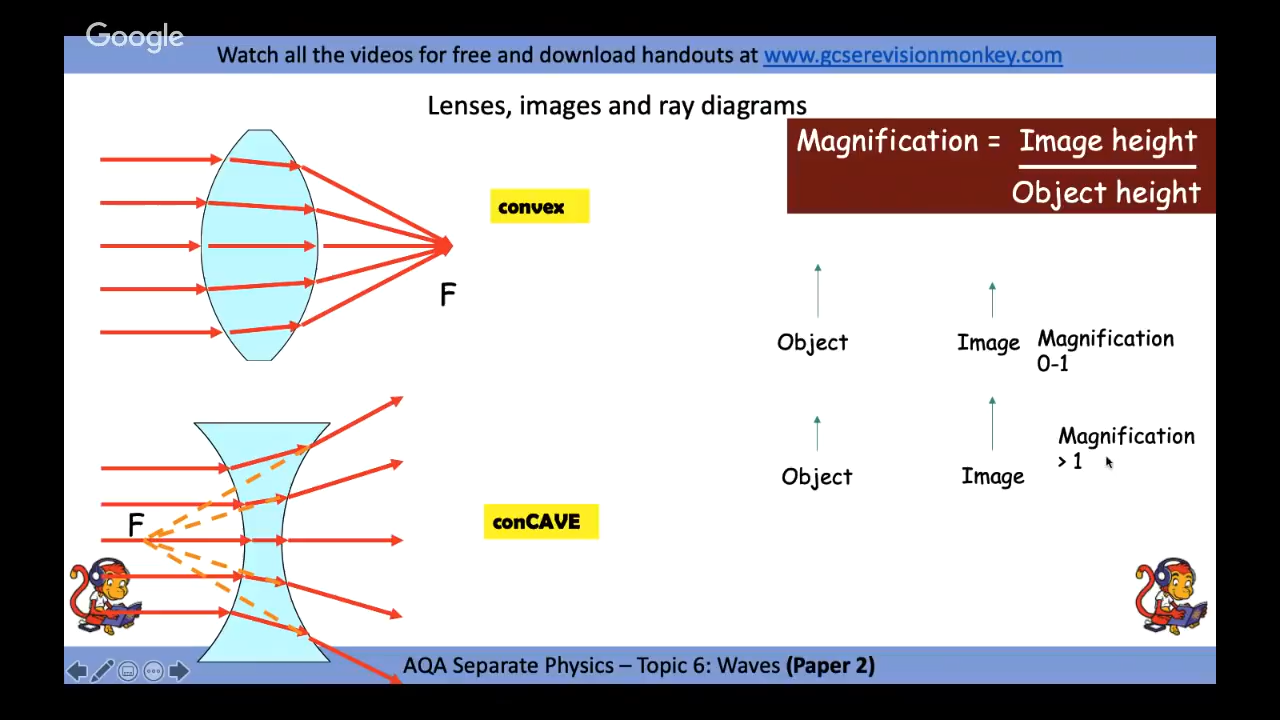 Google
Watch all the videos for free and download handouts at www.gcserevisionmonkey.com
Lenses, images and ray diagrams
Magnification = Image height
Object height
convex
F
Object
Image
Magnification
0-1
Object
Image
Magnification
> 1
F
conCAVE
AQA Separate Physics – Topic 6: Waves (Paper 2)